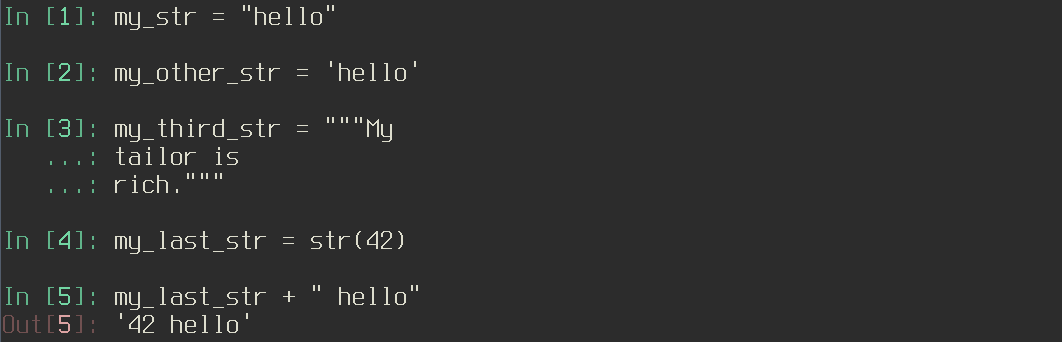 In [1]: my_str = "hello"
In [2]: my_other_str = 'hello'
In [3]: my_third_str = """My
...: tailor is
...: rich."""
In [4]: my_last_str = str(42)
In [5]: my_last_str + " hello"
Out[5]: '42 hello'